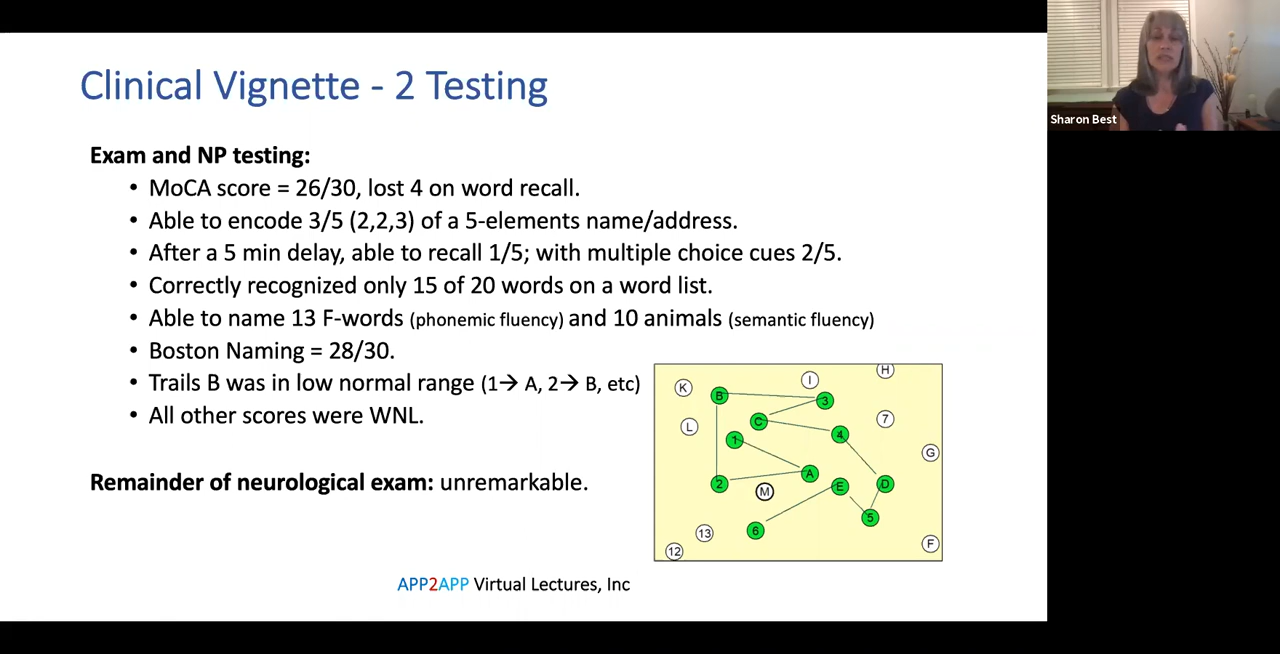 Clinical Vignette - 2 Testing
Sharon Best
Exam and NP testing:
• MoCA score = 26/30, lost 4 on word recall.
• Able to encode 3/5 (2,2,3) of a 5-elements name/address.
• After a 5 min delay, able to recall 1/5; with multiple choice cues 2/5.
• Correctly recognized only 15 of 20 words on a word list.
• Able to name 13 F-words (phonemic fluency) and 10 animals (semantic fluency)
• Boston Naming = 28/30.
• Trails B was in low normal range (1→ A, 2→ B, etc)
• All other scores were WNL.
Remainder of neurological exam: unremarkable.
H
I
K
B
3
C
7
L
4
1
G
A
2
M
E
D
5
6
13
F
12
APP2APP Virtual Lectures, Inc